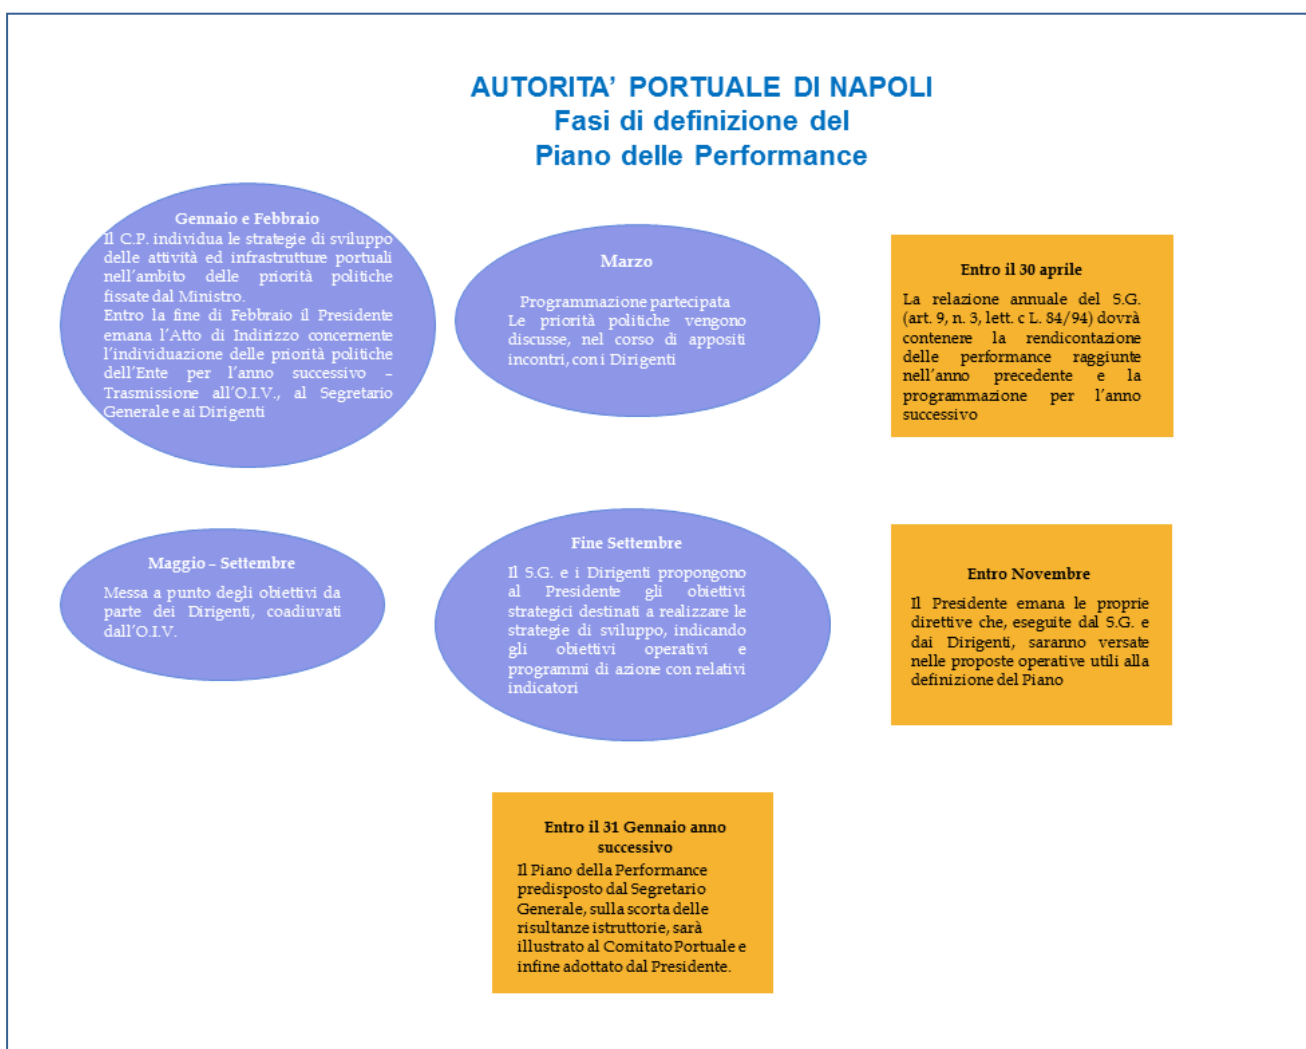 AUTORITA’ PORTUALE DI NAPOLI
Fasi di definizione del
Piano delle Performance
Gennaio e Febbraio
Il C.P. individua le strategie di sviluppo
delle attività ed infrastrutture portuali
nell’ambito delle priorità politiche
fissate dal Ministro.
Entro la fine di Febbraio il Presidente
emana l’Atto di Indirizzo concernente
l’individuazione delle priorità politiche
dell’Ente per l’anno successivo –
Trasmissione all’O.I.V., al Segretario
Generale e ai Dirigenti
Marzo
Programmazione partecipata
Le priorità politiche vengono
discusse, nel corso di appositi
incontri, con i Dirigenti
Entro il 30 aprile
La relazione annuale del S.G.
(art. 9, n. 3, lett. c L. 84/94) dovrà
contenere la rendicontazione
delle performance raggiunte
nell’anno precedente e la
programmazione per l’anno
successivo
Maggio – Settembre
Messa a punto degli obiettivi da
parte dei Dirigenti, coadiuvati
dall’O.I.V.
Fine Settembre
Il S.G. e i Dirigenti propongono
al Presidente gli obiettivi
strategici destinati a realizzare le
strategie di sviluppo, indicando
gli obiettivi operativi e
programmi di azione con relativi
indicatori
Entro Novembre
Il Presidente emana le proprie
direttive che, eseguite dal S.G. e
dai Dirigenti, saranno versate
nelle proposte operative utili alla
definizione del Piano
Entro il 31 Gennaio anno
successivo
Il Piano della Performance
predisposto dal Segretario
Generale, sulla scorta delle
risultanze istruttorie, sarà
illustrato al Comitato Portuale e
infine adottato dal Presidente.